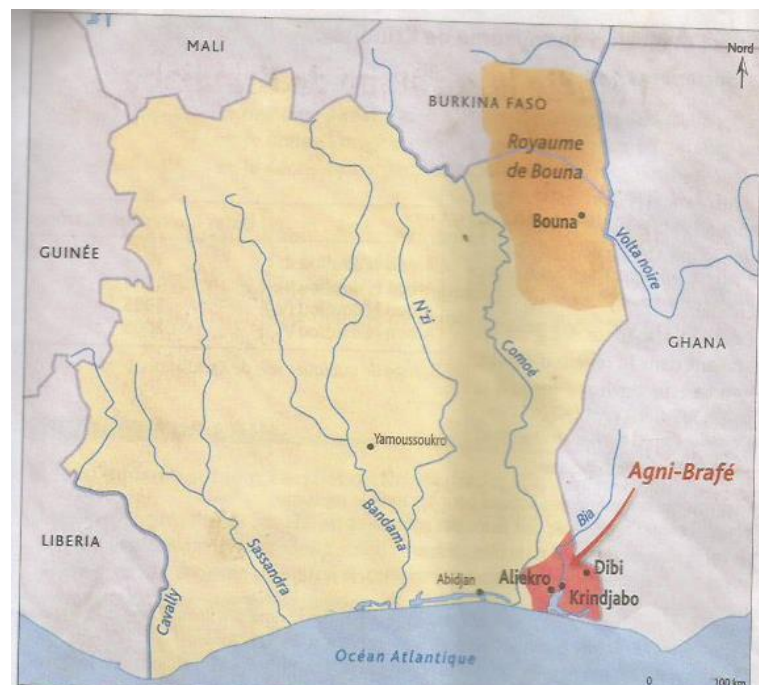 MALI
Nord
BURKINA FASO
Royaume
de Bouna
Bouna
GUINÉE
Volta noire
N'zi
Comoé
GHANA
Yamoussoukro
Agni-Brafé
Bia
LIBERIA
Bandama
Sassandra
Cavally
Abidjan
Aliekro
Dibi
Krindjabo
Océan Atlantique
0 100 km